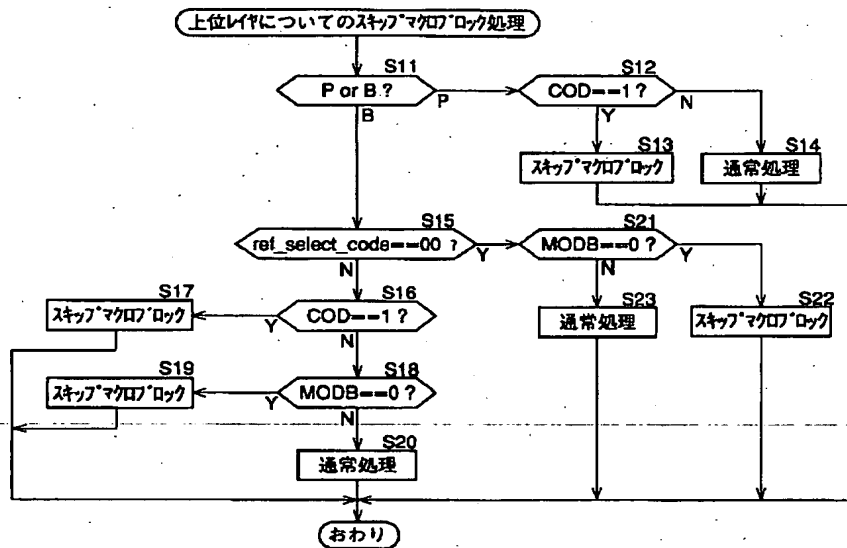 上位レイヤについてのスキップマクロブロック処理
S11
P or B ?
P
B
S12
COD==1 ?
N
Y
S13
スキップマクロブロック
S14
通常処理
S15
ref_select_code==00 ?
Y
N
S21
MODB==0 ?
Y
N
S16
COD==1 ?
Y
N
S17
スキップマクロブロック
S23
通常処理
S22
スキップマクロブロック
S18
MODB==0 ?
Y
N
S19
スキップマクロブロック
S20
通常処理
おわり